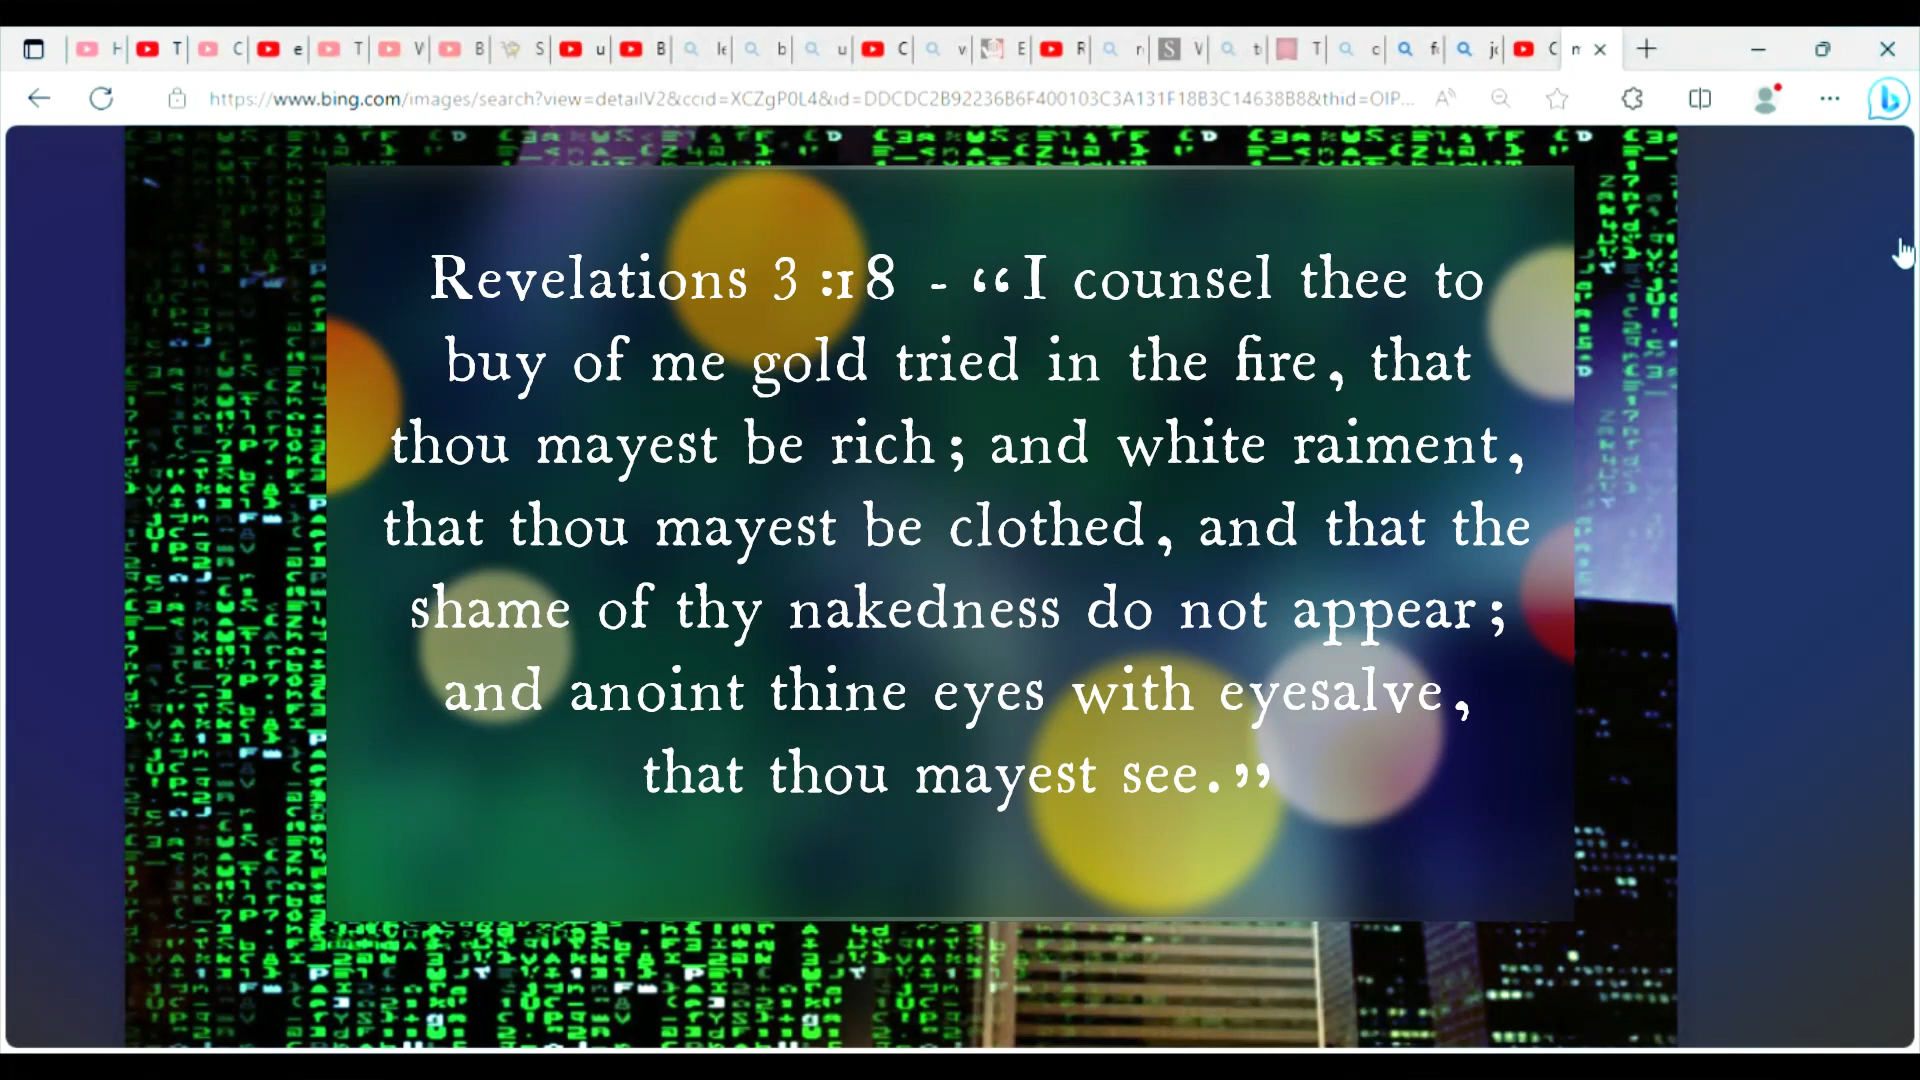 H T C e T V B S u B le b u C v E R r S V t T c f j C n
https://www.bing.com/images/search?view=detailV2&ccid=XCZgP0L4&id=DDCDC2B92236B6F400103C3A131F18B3C14638B8&thid=OIP...
Revelations 3 :18 - “I counsel thee to
buy of me gold tried in the fire, that
thou mayest be rich; and white raiment,
that thou mayest be clothed, and that the
shame of thy nakedness do not appear;
and anoint thine eyes with eyesalve,
that thou mayest see.”